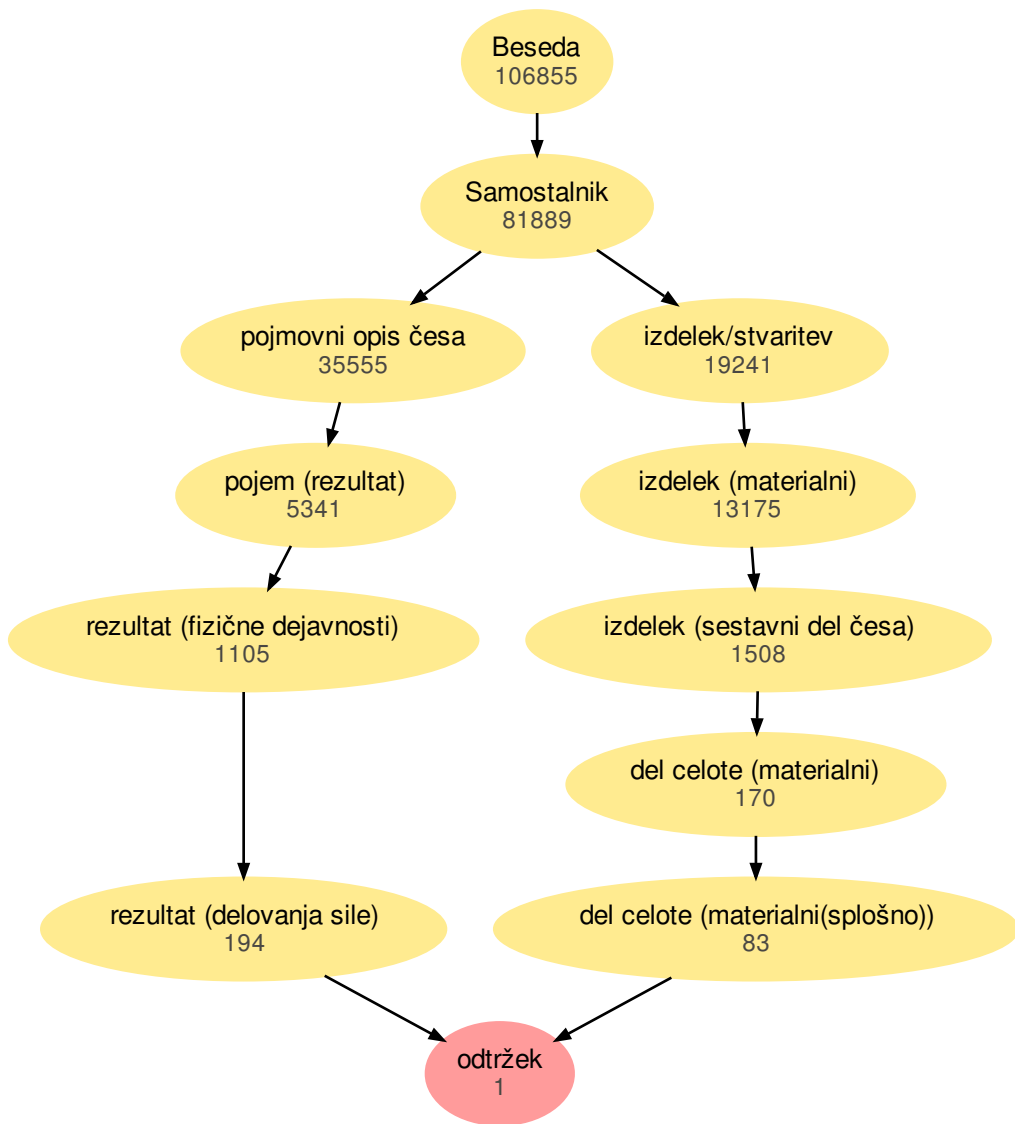 Beseda
106855
Samostalnik
81889
pojmovni opis česa
35555
izdelek/stvaritev
19241
pojem (rezultat)
5341
izdelek (materialni)
13175
rezultat (fizične dejavnosti)
1105
izdelek (sestavni del česa)
1508
del celote (materialni)
170
rezultat (delovanja sile)
194
del celote (materialni(splošno))
83
odtržek
1